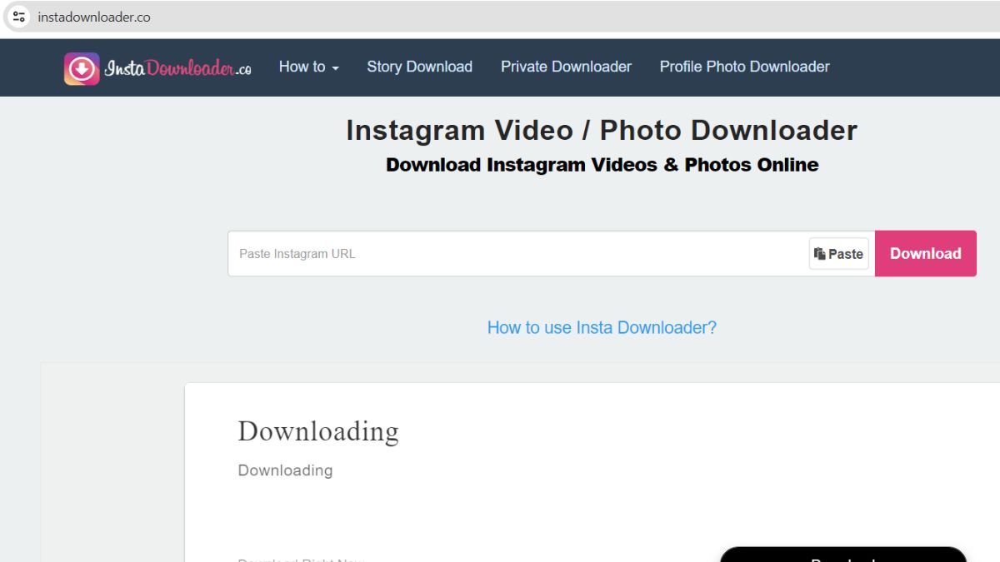 instadownloader.co
InstaDownloader.co How to Story Download Private Downloader Profile Photo Downloader
Instagram Video / Photo Downloader
Download Instagram Videos & Photos Online
Paste Instagram URL Paste Download
How to use Insta Downloader?
Downloading
Downloading
Download Right Now